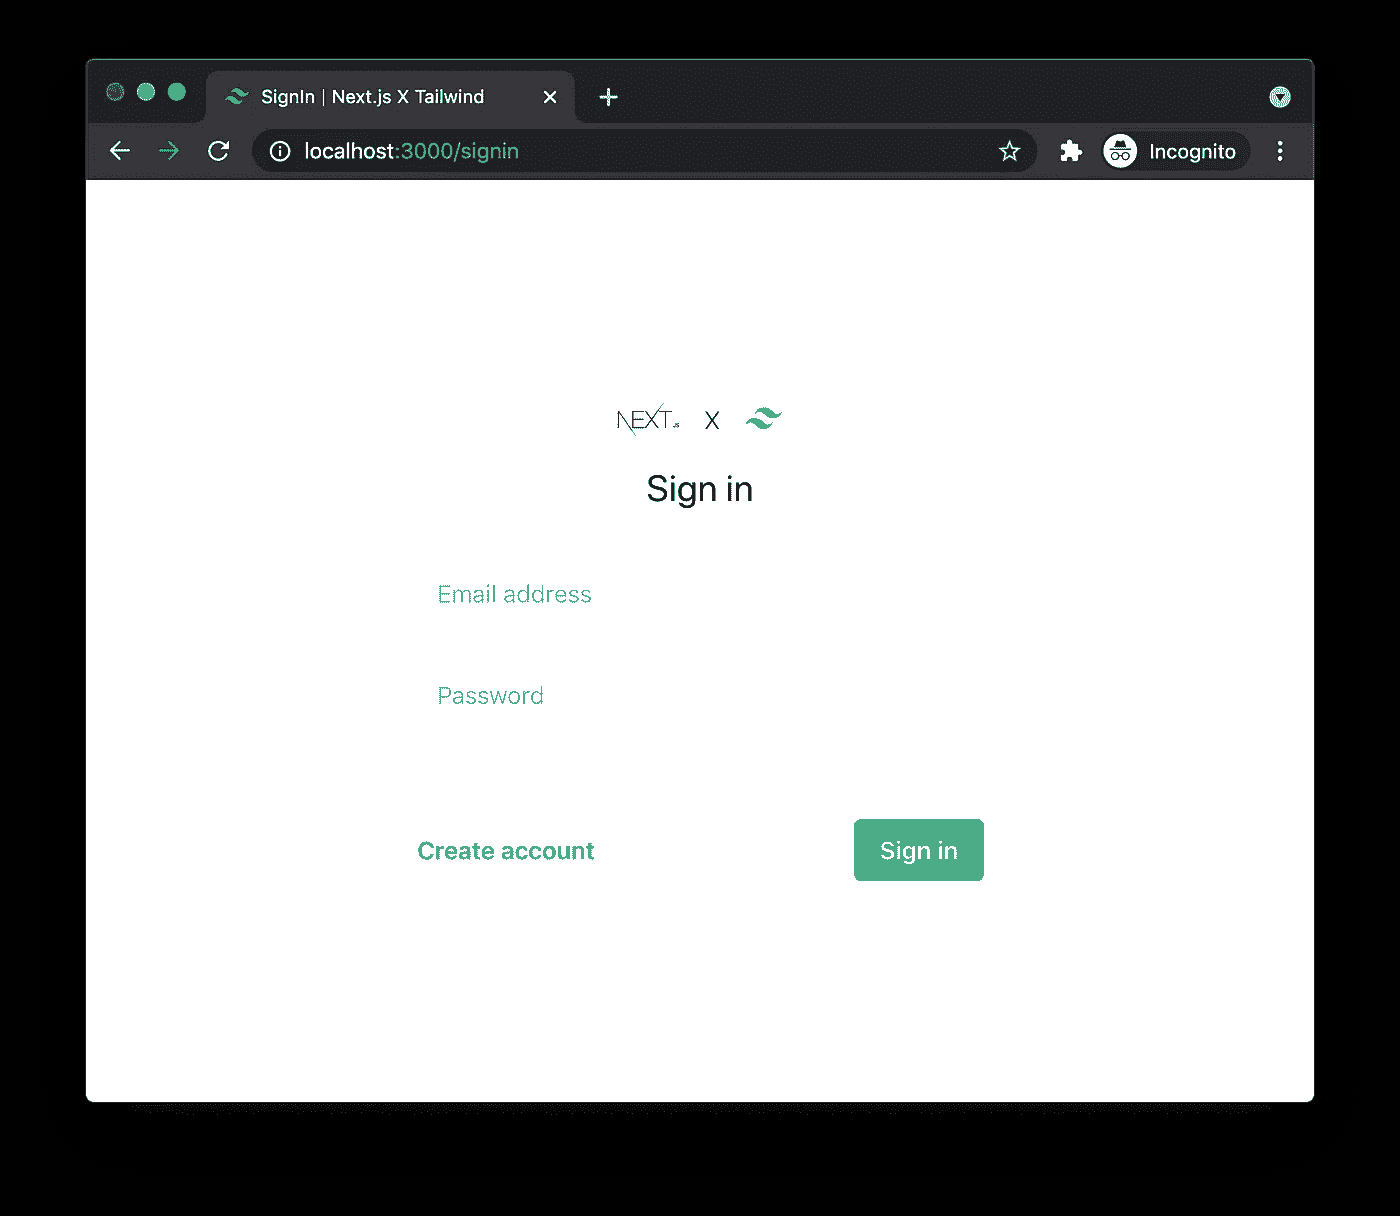 SignIn | Next.js X Tailwind
localhost:3000/signin
Incognito
NEXT.JS X
Sign in
Email address
Password
Create account
Sign in